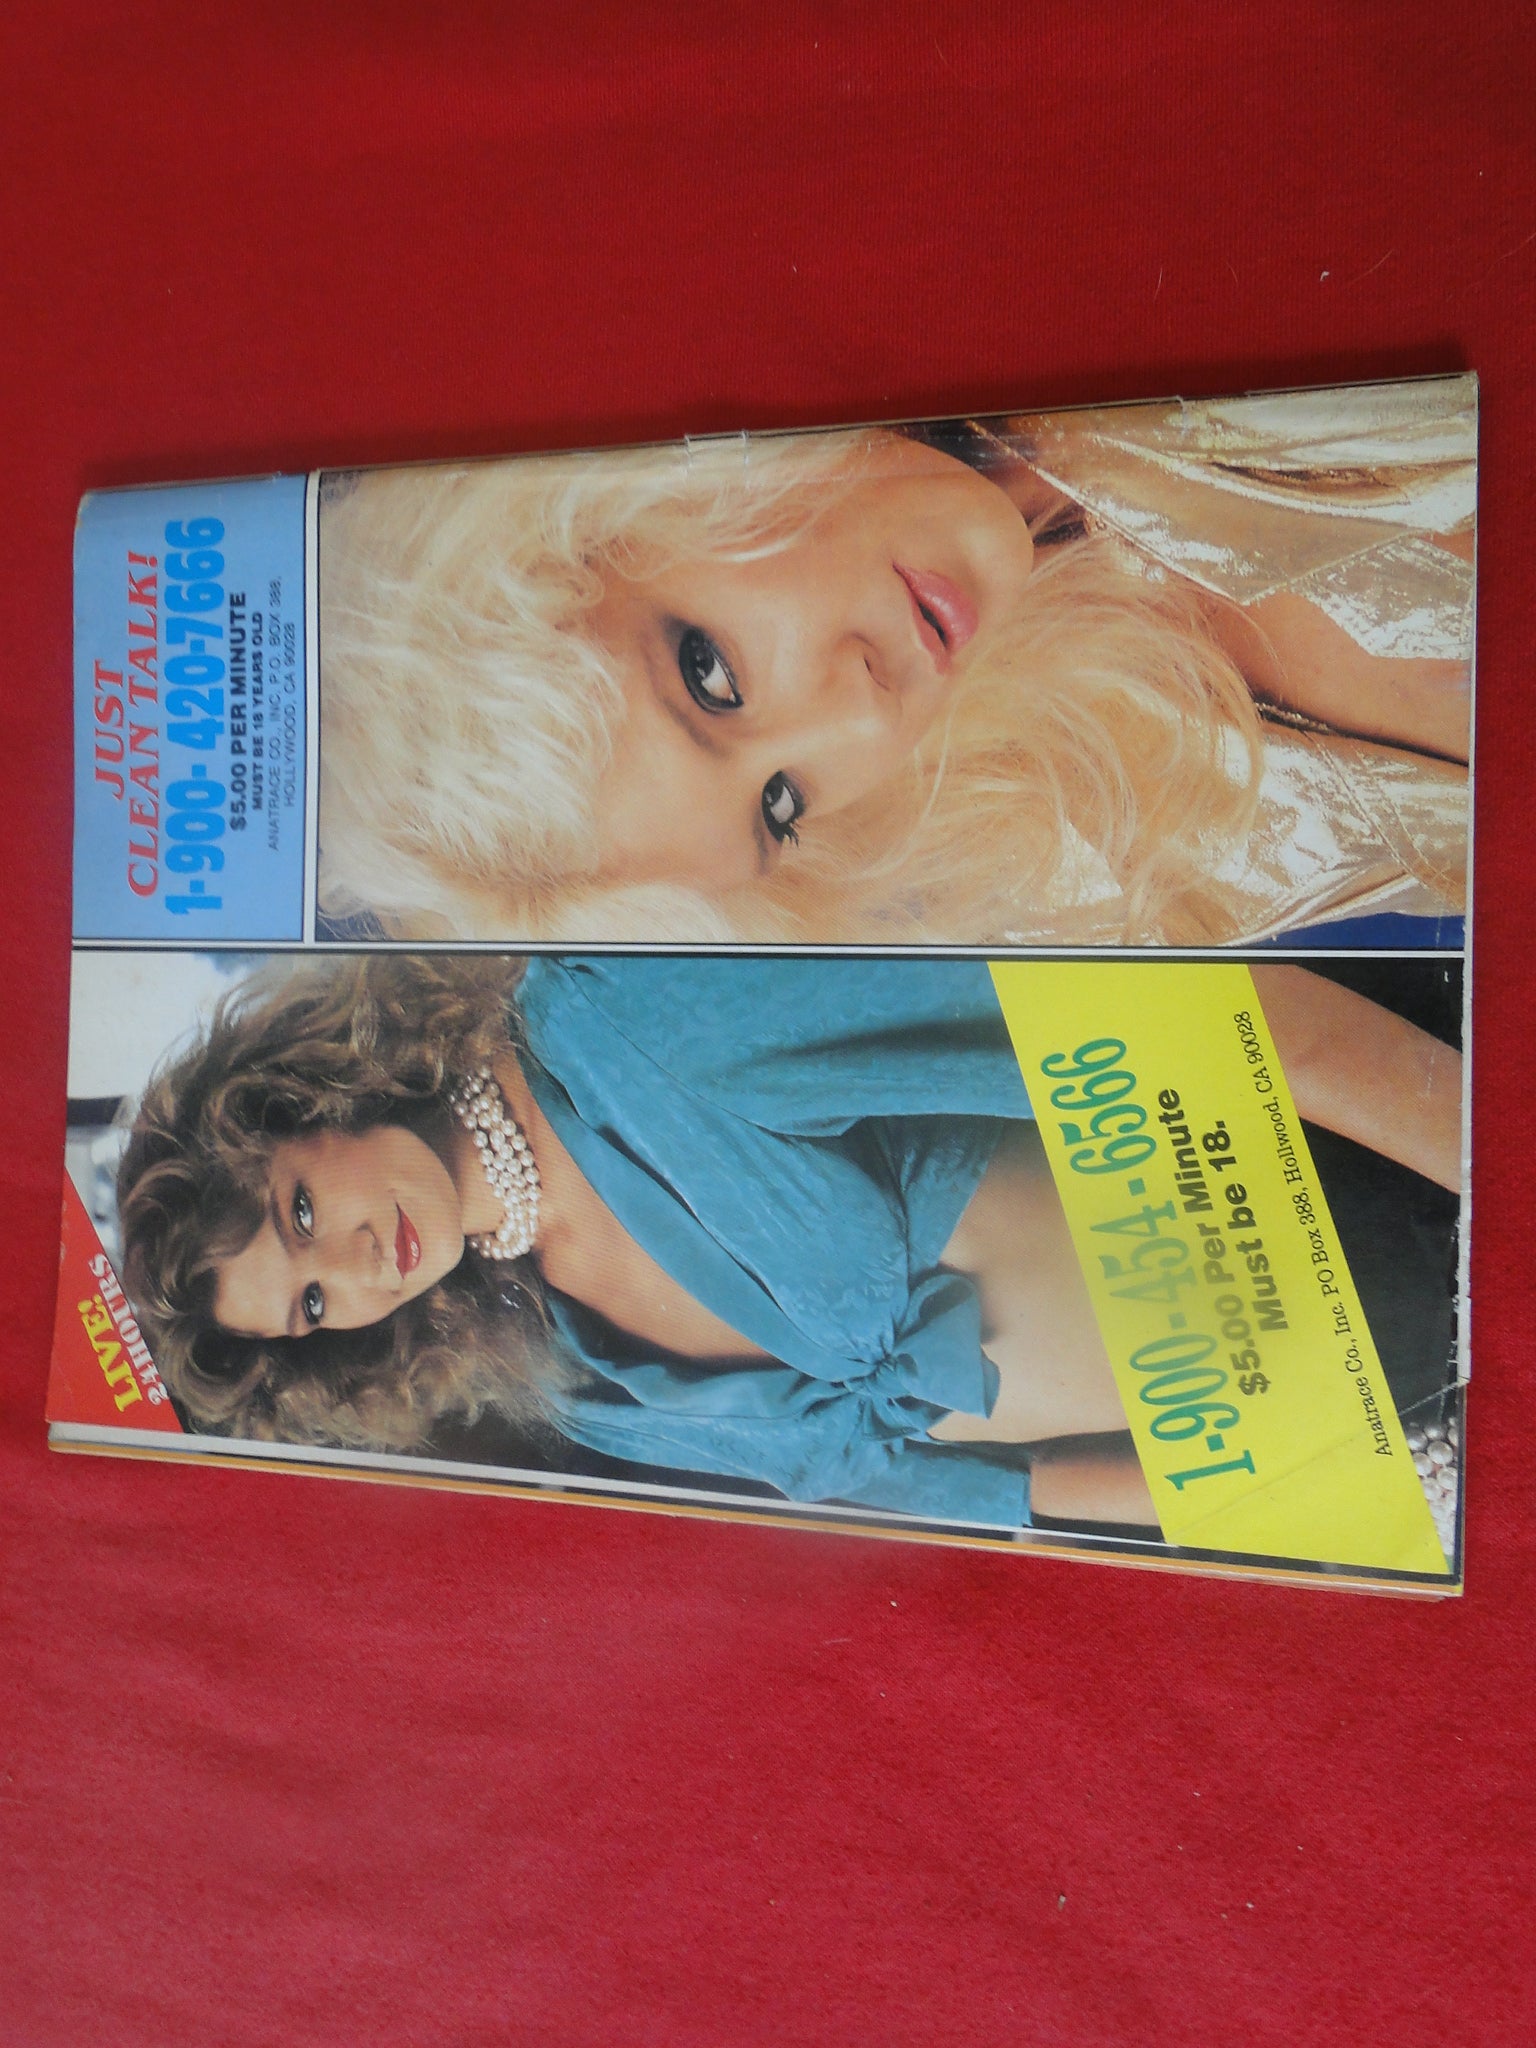 LIVE!
24 HOURS
1-900-454-6566
$5.00 Per Minute
Must be 18.
Anatrace Co., Inc. PO Box 388, Hollwood, CA 90028
JUST
CLEAN TALK!
1-900-420-7666
$5.00 PER MINUTE
MUST BE 18 YEARS OLD
ANATRACE CO., INC, P.O. BOX 388,
HOLLYWOOD, CA 90028